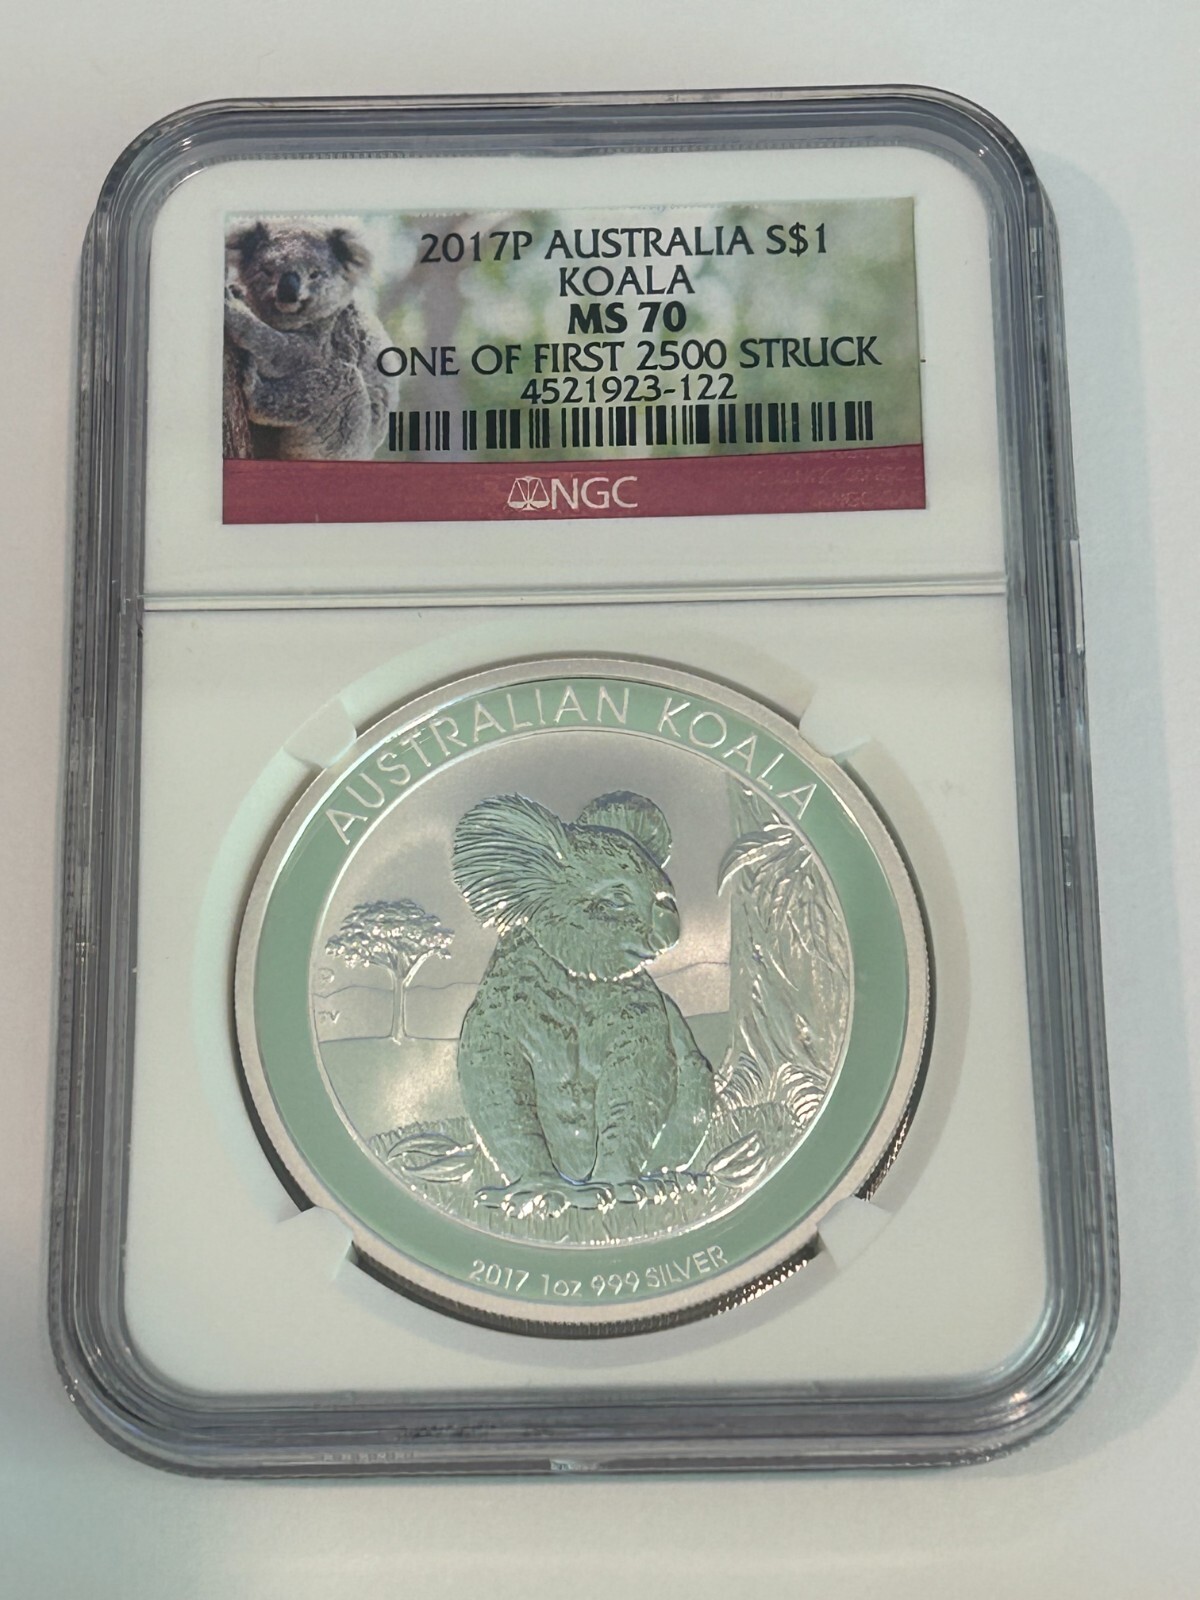 2017P AUSTRALIA S$1
KOALA
MS 70
ONE OF FIRST 2500 STRUCK
4521923-122
NGC
AUSTRALIAN KOALA
TV
2017 1oz 999 SILVER